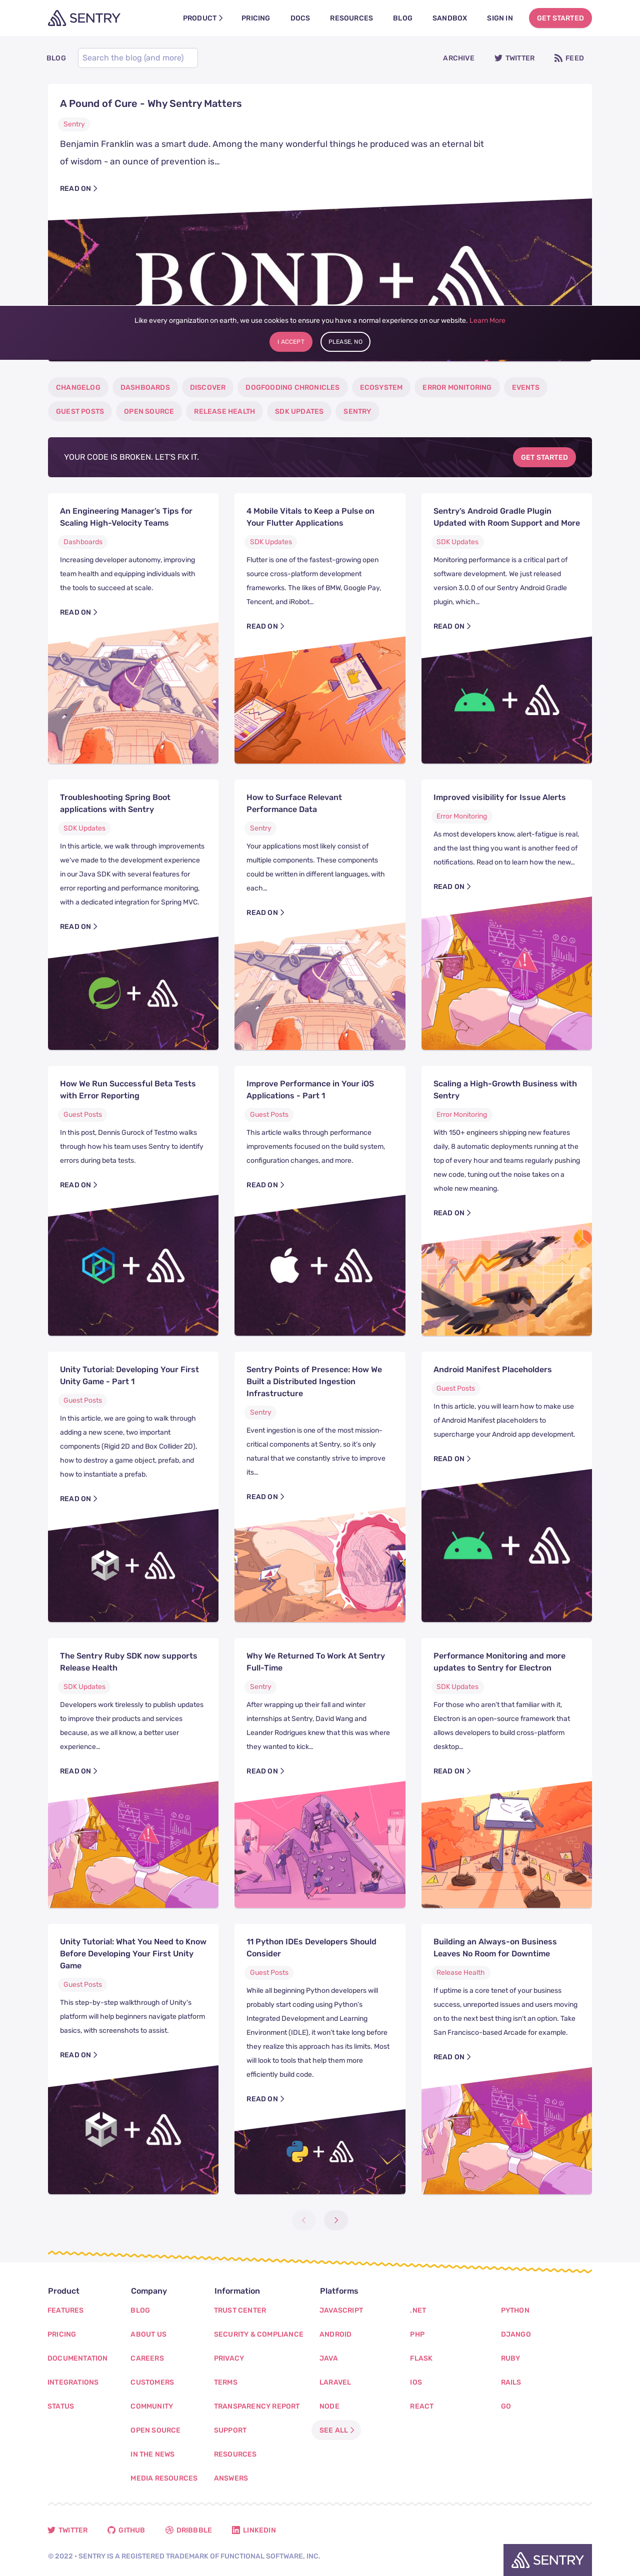 SENTRY
PRODUCT
PRICING
DOCS
RESOURCES
BLOG
SANDBOX
SIGN IN
GET STARTED
BLOG
Search the blog (and more)
ARCHIVE
TWITTER
FEED
A Pound of Cure - Why Sentry Matters
Sentry
Benjamin Franklin was a smart dude. Among the many wonderful things he produced was an eternal bit
of wisdom - an ounce of prevention is…
READ ON
BOND +
Like every organization on earth, we use cookies to ensure you have a normal experience on our website. Learn More
I ACCEPT
PLEASE, NO
CHANGELOG
DASHBOARDS
DISCOVER
DOGFOODING CHRONICLES
ECOSYSTEM
ERROR MONITORING
EVENTS
GUEST POSTS
OPEN SOURCE
RELEASE HEALTH
SDK UPDATES
SENTRY
YOUR CODE IS BROKEN. LET'S FIX IT.
GET STARTED
An Engineering Manager's Tips for
Scaling High-Velocity Teams
Dashboards
Increasing developer autonomy, improving
team health and equipping individuals with
the tools to succeed at scale.
READ ON
4 Mobile Vitals to Keep a Pulse on
Your Flutter Applications
SDK Updates
Flutter is one of the fastest-growing open
source cross-platform development
frameworks. The likes of BMW, Google Pay,
Tencent, and iRobot…
READ ON
Sentry's Android Gradle Plugin
Updated with Room Support and More
SDK Updates
Monitoring performance is a critical part of
software development. We just released
version 3.0.0 of our Sentry Android Gradle
plugin, which…
READ ON
+
Troubleshooting Spring Boot
applications with Sentry
SDK Updates
In this article, we walk through improvements
we've made to the development experience
in our Java SDK with several features for
error reporting and performance monitoring,
with a dedicated integration for Spring MVC.
READ ON
+
How to Surface Relevant
Performance Data
Sentry
Your applications most likely consist of
multiple components. These components
could be written in different languages, with
each…
READ ON
Improved visibility for Issue Alerts
Error Monitoring
As most developers know, alert-fatigue is real,
and the last thing you want is another feed of
notifications. Read on to learn how the new…
READ ON
How We Run Successful Beta Tests
with Error Reporting
Guest Posts
In this post, Dennis Gurock of Testmo walks
through how his team uses Sentry to identify
errors during beta tests.
READ ON
+
Improve Performance in Your iOS
Applications - Part 1
Guest Posts
This article walks through performance
improvements focused on the build system,
configuration changes, and more.
READ ON
+
Scaling a High-Growth Business with
Sentry
Error Monitoring
With 150+ engineers shipping new features
daily, 8 automatic deployments running at the
top of every hour and teams regularly pushing
new code, tuning out the noise takes on a
whole new meaning.
READ ON
Unity Tutorial: Developing Your First
Unity Game - Part 1
Guest Posts
In this article, we are going to walk through
adding a new scene, two important
components (Rigid 2D and Box Collider 2D),
how to destroy a game object, prefab, and
how to instantiate a prefab.
READ ON
+
Sentry Points of Presence: How We
Built a Distributed Ingestion
Infrastructure
Sentry
Event ingestion is one of the most mission-
critical components at Sentry, so it's only
natural that we constantly strive to improve
its…
READ ON
Android Manifest Placeholders
Guest Posts
In this article, you will learn how to make use
of Android Manifest placeholders to
supercharge your Android app development.
READ ON
+
The Sentry Ruby SDK now supports
Release Health
SDK Updates
Developers work tirelessly to publish updates
to improve their products and services
because, as we all know, a better user
experience…
READ ON
Why We Returned To Work At Sentry
Full-Time
Sentry
After wrapping up their fall and winter
internships at Sentry, David Wang and
Leander Rodrigues knew that this was where
they wanted to kick…
READ ON
Performance Monitoring and more
updates to Sentry for Electron
SDK Updates
For those who aren't that familiar with it,
Electron is an open-source framework that
allows developers to build cross-platform
desktop…
READ ON
Unity Tutorial: What You Need to Know
Before Developing Your First Unity
Game
Guest Posts
This step-by-step walkthrough of Unity's
platform will help beginners navigate platform
basics, with screenshots to assist.
READ ON
+
11 Python IDEs Developers Should
Consider
Guest Posts
While all beginning Python developers will
probably start coding using Python's
Integrated Development and Learning
Environment (IDLE), it won't take long before
they realize this approach has its limits. Most
will look to tools that help them more
efficiently build code.
READ ON
+
Building an Always-on Business
Leaves No Room for Downtime
Release Health
If uptime is a core tenet of your business
success, unreported issues and users moving
on to the next best thing isn't an option. Take
San Francisco-based Arcade for example.
READ ON
Product
FEATURES
PRICING
DOCUMENTATION
INTEGRATIONS
STATUS
Company
BLOG
ABOUT US
CAREERS
CUSTOMERS
COMMUNITY
OPEN SOURCE
IN THE NEWS
MEDIA RESOURCES
Information
TRUST CENTER
SECURITY & COMPLIANCE
PRIVACY
TERMS
TRANSPARENCY REPORT
SUPPORT
RESOURCES
ANSWERS
Platforms
JAVASCRIPT
ANDROID
JAVA
LARAVEL
NODE
SEE ALL
.NET
PHP
FLASK
IOS
REACT
PYTHON
DJANGO
RUBY
RAILS
GO
TWITTER
GITHUB
DRIBBBLE
LINKEDIN
© 2022 • SENTRY IS A REGISTERED TRADEMARK OF FUNCTIONAL SOFTWARE, INC.
SENTRY